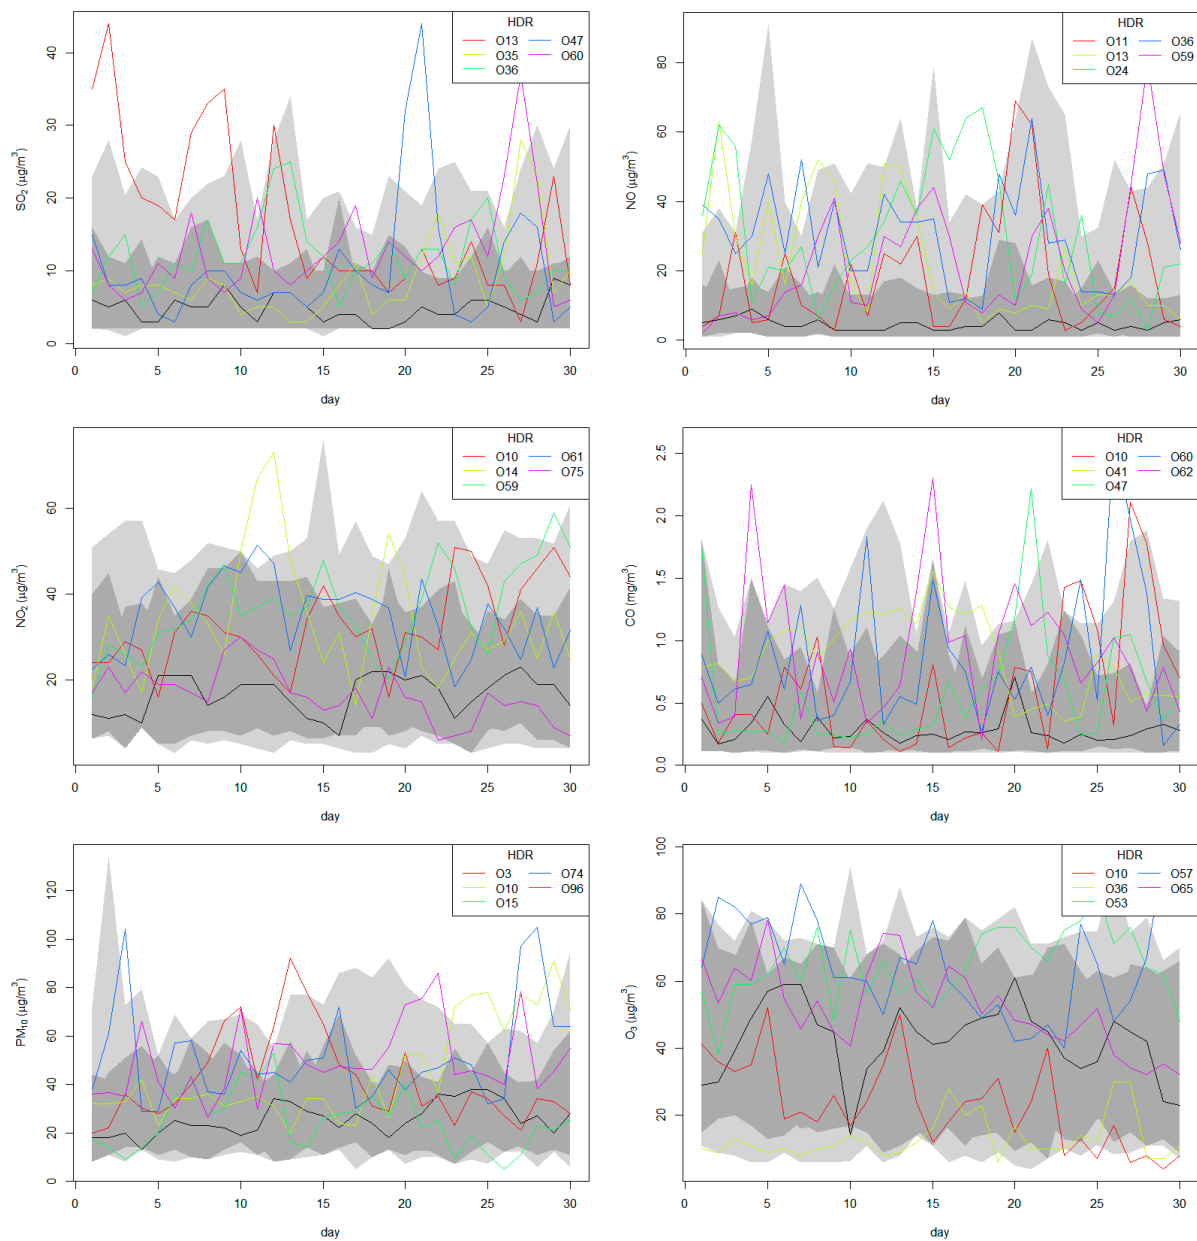 HDR
O13 O47
O35 O60
O36
SO2 (µg/m3)
0 10 20 30 40
0 5 10 15 20 25 30
day
HDR
O11 O36
O13 O59
O24
NO (µg/m3)
0 20 40 60 80
0 5 10 15 20 25 30
day
HDR
O10 O61
O14 O75
O59
NO2 (µg/m3)
20 40 60
0 5 10 15 20 25 30
day
HDR
O10 O60
O41 O62
O47
CO (mg/m3)
0.0 0.5 1.0 1.5 2.0 2.5
0 5 10 15 20 25 30
day
HDR
O3 O74
O10 O96
O15
PM10 (µg/m3)
0 20 40 60 80 100 120
0 5 10 15 20 25 30
day
HDR
O10 O57
O36 O65
O53
O3 (µg/m3)
20 40 60 80 100
0 5 10 15 20 25 30
day